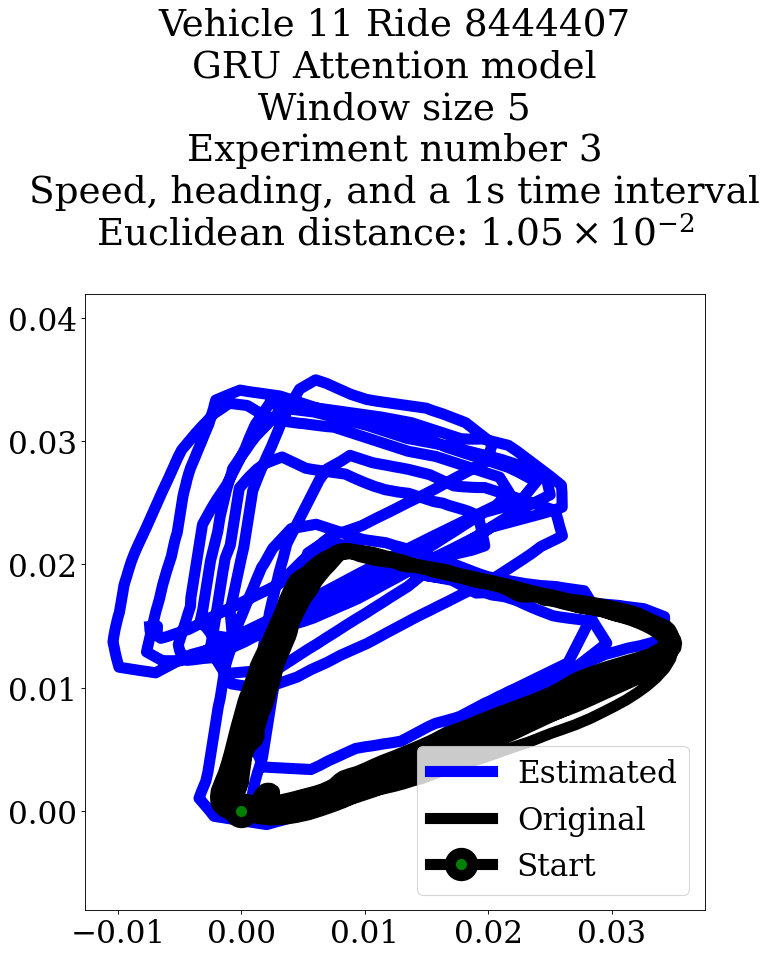 Vehicle 11 Ride 8444407
GRU Attention model
Window size 5
Experiment number 3
Speed, heading, and a 1s time interval
Euclidean distance: 1.05 × 10⁻²
0.04
0.03
0.02
0.01
0.00
Estimated
Original
Start
−0.01 0.00 0.01 0.02 0.03